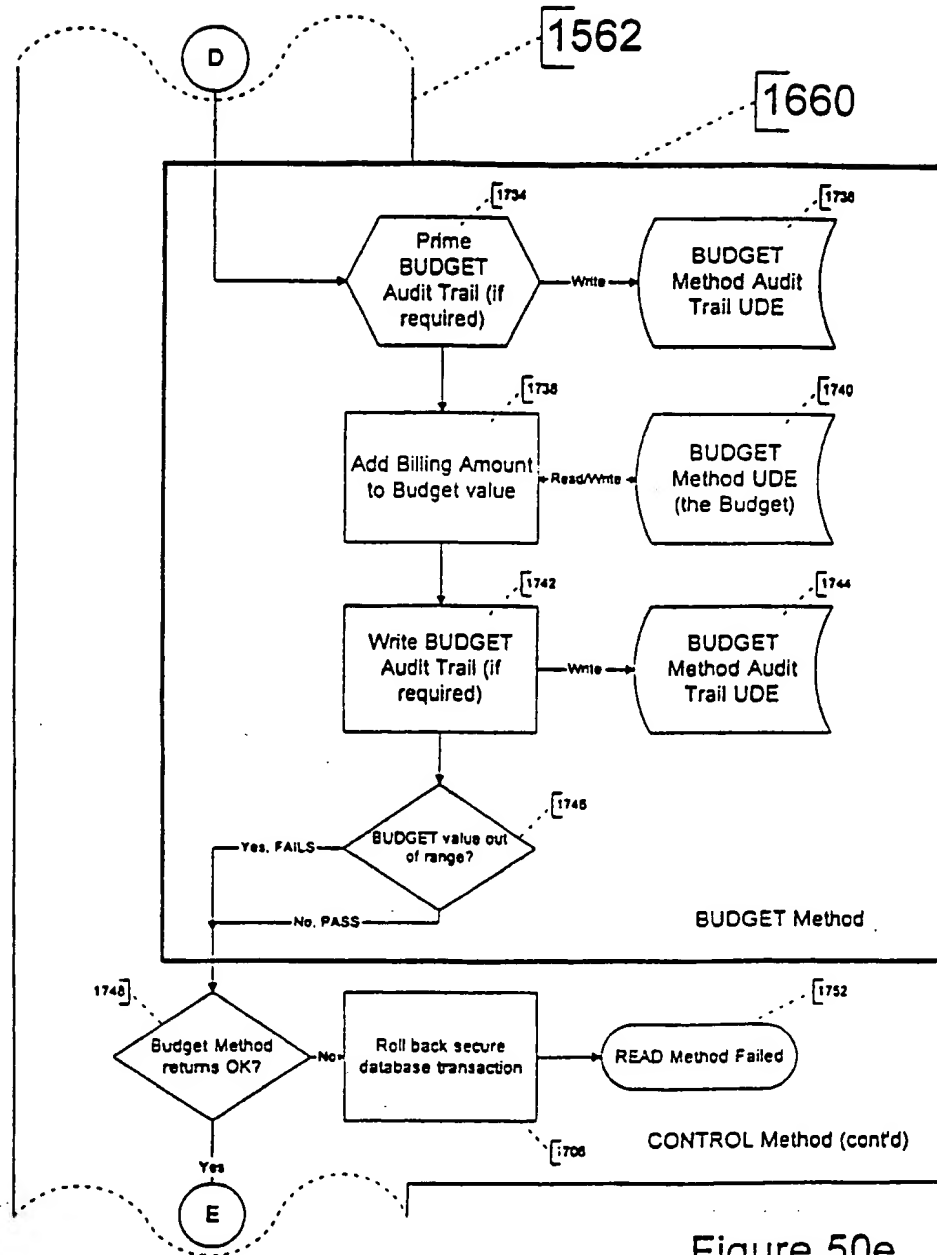 D
1562
1660
1734
Prime
BUDGET
Audit Trail (if
required)
Write
1736
BUDGET
Method Audit
Trail UDE
1738
Add Billing Amount
to Budget value
Read/Write
1740
BUDGET
Method UDE
(the Budget)
1742
Write BUDGET
Audit Trail (if
required)
Write
1744
BUDGET
Method Audit
Trail UDE
1746
BUDGET value out
of range?
Yes, FAILS
No, PASS
BUDGET Method
1748
Budget Method
returns OK?
No
Roll back secure
database transaction
1706
1752
READ Method Failed
CONTROL Method (cont'd)
Yes
E
Figure 50e